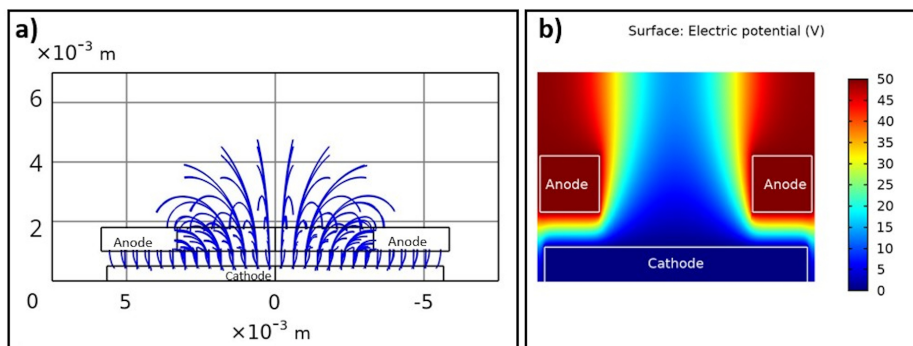 a)
×10⁻³ m
6
4
2
Anode
Anode
Cathode
0
5
0
-5
×10⁻³ m
b)
Surface: Electric potential (V)
50
45
40
35
30
25
20
15
10
5
0
Anode
Anode
Cathode